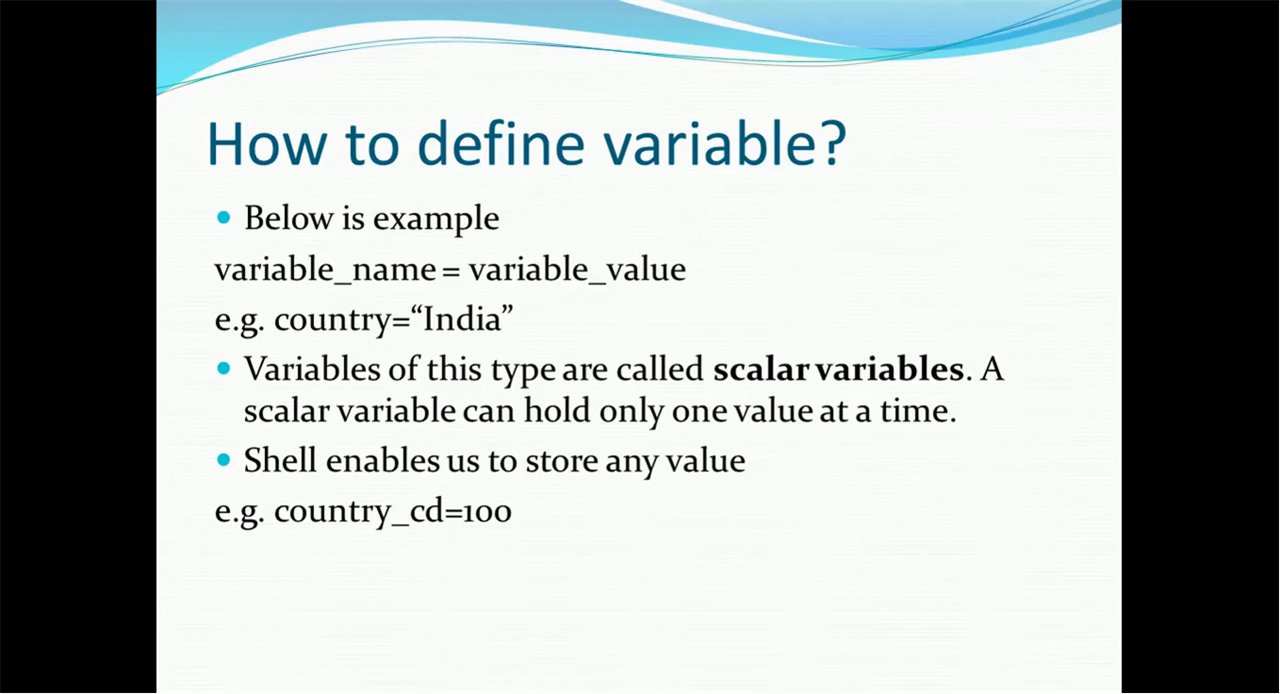 How to define variable?
Below is example
variable_name = variable_value
e.g. country=“India”
Variables of this type are called scalar variables. A
scalar variable can hold only one value at a time.
Shell enables us to store any value
e.g. country_cd=100